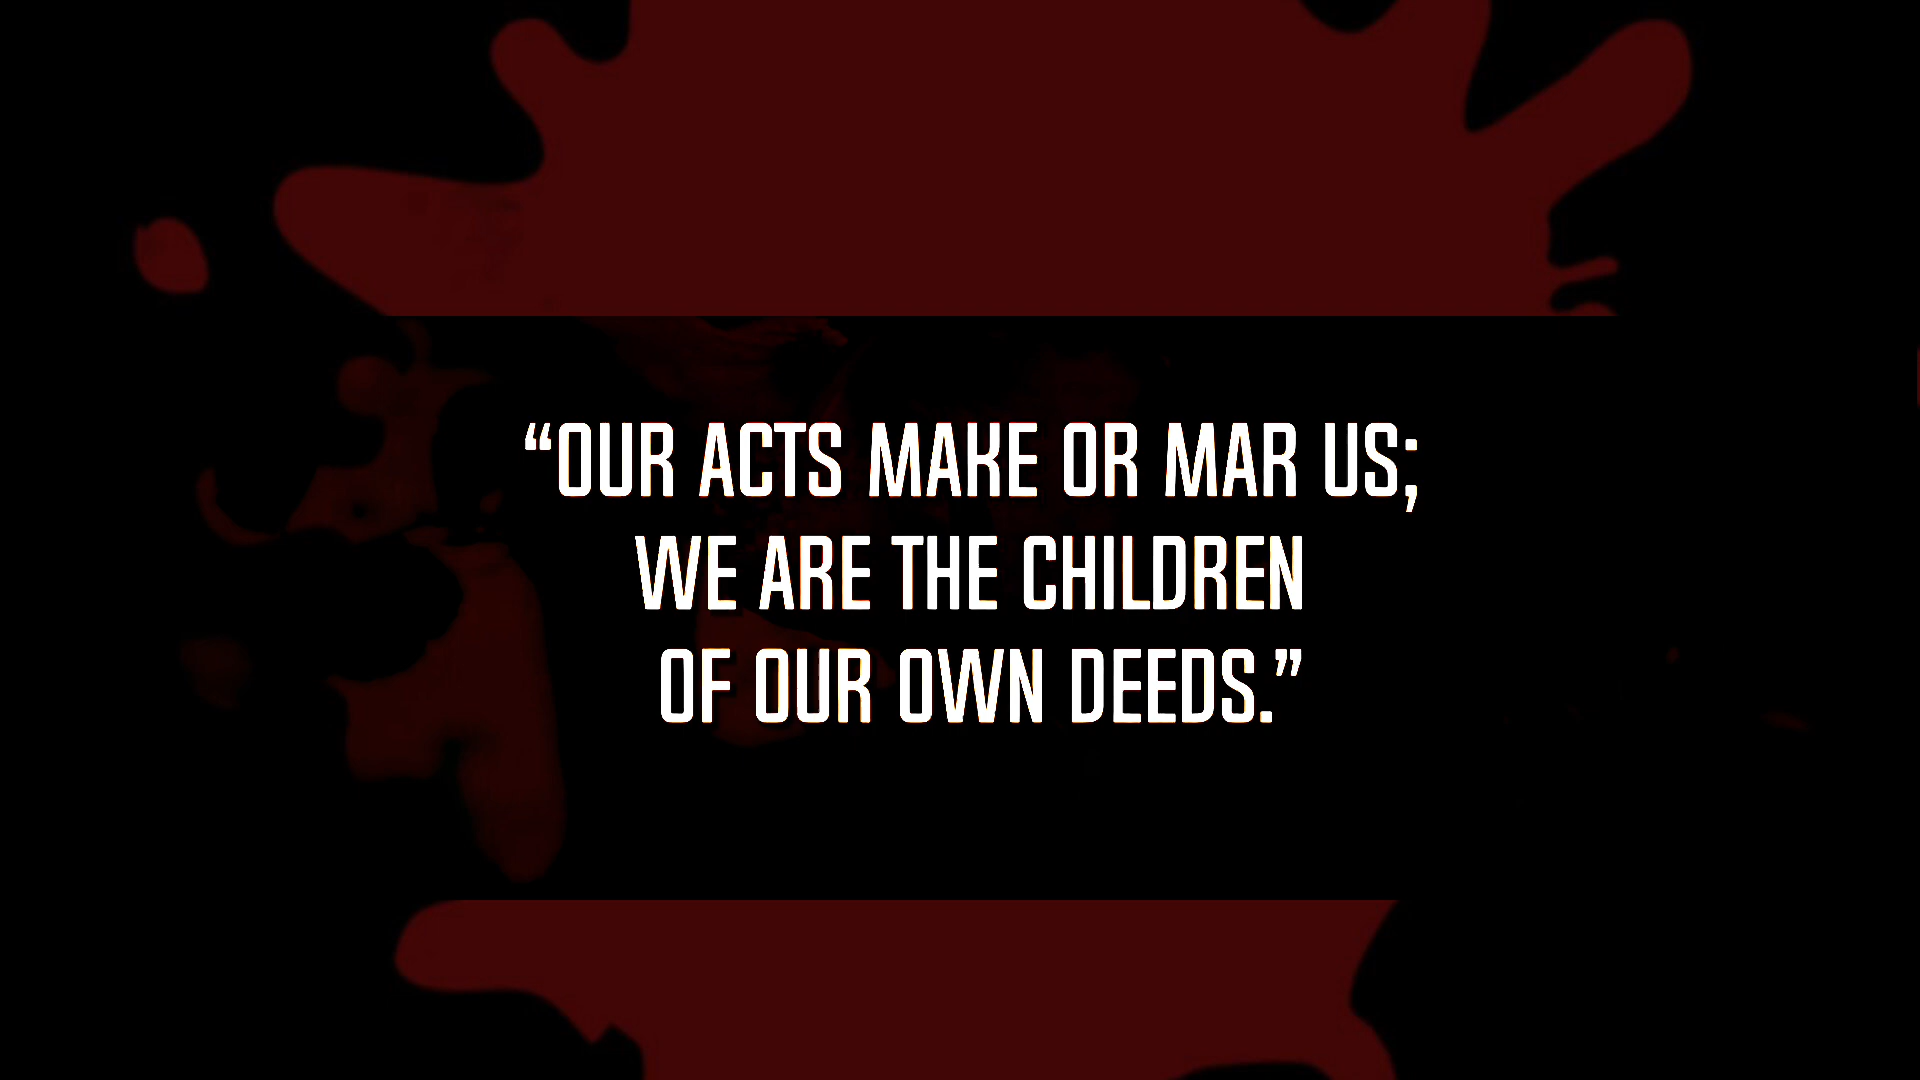 “OUR ACTS MAKE OR MAR US;
WE ARE THE CHILDREN
OF OUR OWN DEEDS.”